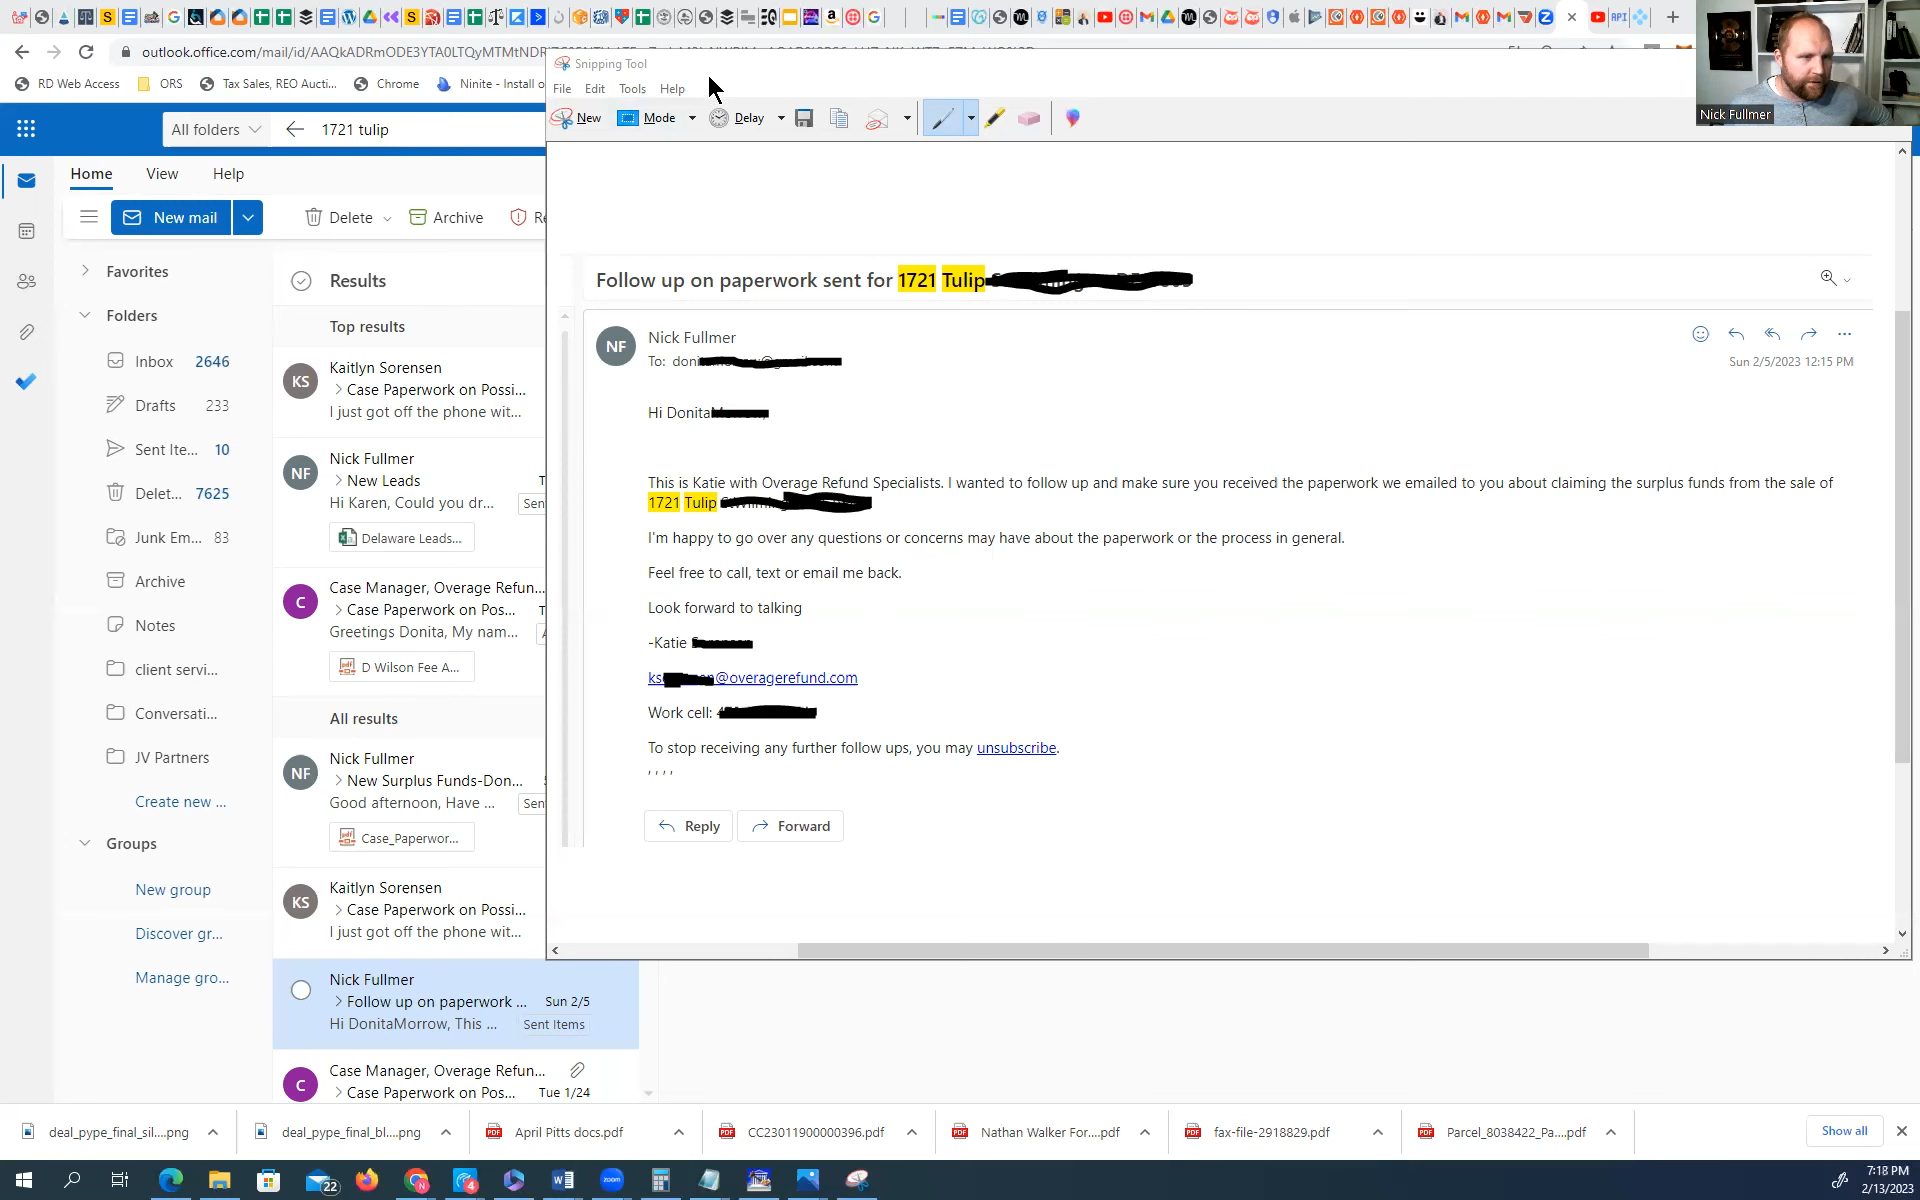 outlook.office.com/mail/id/
RD Web Access
ORS
Tax Sales, REO Aucti...
Chrome
Ninite - Install o
Snipping Tool
File
Edit
Tools
Help
New
Mode
Delay
Nick Fullmer
All folders
1721 tulip
Home
View
Help
New mail
Delete
Archive
Re
Favorites
Folders
Inbox 2646
Drafts 233
Sent Ite... 10
Delet... 7625
Junk Em... 83
Archive
Notes
client servi...
Conversati...
JV Partners
Create new ...
Groups
New group
Discover gr...
Manage gro...
Results
Top results
KS
Kaitlyn Sorensen
Case Paperwork on Possi...
I just got off the phone wit...
NF
Nick Fullmer
New Leads
T
Hi Karen, Could you dr...
Sen
Delaware Leads...
C
Case Manager, Overage Refun...
Case Paperwork on Pos...
T
Greetings Donita, My nam...
D Wilson Fee A...
All results
NF
Nick Fullmer
New Surplus Funds-Don...
Good afternoon, Have ...
Sen
Case_Paperwor...
KS
Kaitlyn Sorensen
Case Paperwork on Possi...
I just got off the phone wit...
Nick Fullmer
Follow up on paperwork ...
Sun 2/5
Hi DonitaMorrow, This ...
Sent Items
C
Case Manager, Overage Refun...
Case Paperwork on Pos...
Tue 1/24
Follow up on paperwork sent for 1721 Tulip
NF
Nick Fullmer
To: doni
Sun 2/5/2023 12:15 PM
Hi Donita
This is Katie with Overage Refund Specialists. I wanted to follow up and make sure you received the paperwork we emailed to you about claiming the surplus funds from the sale of
1721 Tulip
I'm happy to go over any questions or concerns may have about the paperwork or the process in general.
Feel free to call, text or email me back.
Look forward to talking
-Katie
ks @overagerefund.com
Work cell:
To stop receiving any further follow ups, you may unsubscribe.
, , , ,
Reply
Forward
deal_pype_final_sil....png
deal_pype_final_bl....png
April Pitts docs.pdf
CC23011900000396.pdf
Nathan Walker For....pdf
fax-file-2918829.pdf
Parcel_8038422_Pa....pdf
Show all
22
zoom
4
7:18 PM
2/13/2023